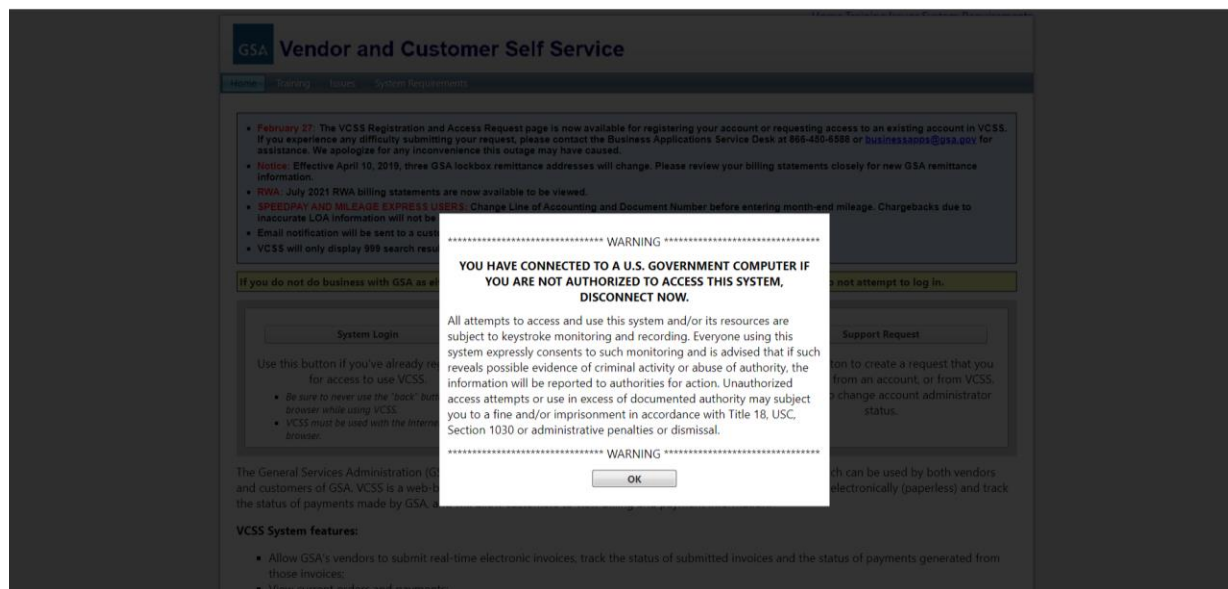 GSA Vendor and Customer Self Service
Home Training Issues System Requirements
February 27: The VCSS Registration and Access Request page is now available for registering your account or requesting access to an existing account in VCSS.
If you experience any difficulty submitting your request, please contact the Business Applications Service Desk at 866-450-6588 or businessapps@gsa.gov for
assistance. We apologize for any inconvenience this outage may have caused.
Notice: Effective April 10, 2019, three GSA lockbox remittance addresses will change. Please review your billing statements closely for new GSA remittance
information.
RWA: July 2021 RWA billing statements are now available to be viewed.
SPEEDPAY AND MILEAGE EXPRESS USERS: Change Line of Accounting and Document Number before entering month-end mileage. Chargebacks due to
inaccurate LOA information will not be
Email notification will be sent to a
VCSS will only display 999 search
If you do not do business with GSA as not attempt to log in.
******************************** WARNING ********************************
YOU HAVE CONNECTED TO A U.S. GOVERNMENT COMPUTER IF
YOU ARE NOT AUTHORIZED TO ACCESS THIS SYSTEM,
DISCONNECT NOW.
All attempts to access and use this system and/or its resources are
subject to keystroke monitoring and recording. Everyone using this
system expressly consents to such monitoring and is advised that if such
reveals possible evidence of criminal activity or abuse of authority, the
information will be reported to authorities for action. Unauthorized
access attempts or use in excess of documented authority may subject
you to a fine and/or imprisonment in accordance with Title 18, USC,
Section 1030 or administrative penalties or dismissal.
******************************** WARNING ********************************
OK
System Login
Use this button if you've already
for access to use VCSS.
Be sure to never use the "back"
browser while using VCSS.
VCSS must be used with the
browser.
Support Request
to create a request that you
from an account, or from VCSS.
change account administrator
status.
The General Services Administration which can be used by both vendors
and customers of GSA. VCSS is a electronically (paperless) and track
the status of payments made by GSA,
VCSS System features:
Allow GSA's vendors to submit real-time electronic invoices, track the status of submitted invoices and the status of payments generated from
those invoices;